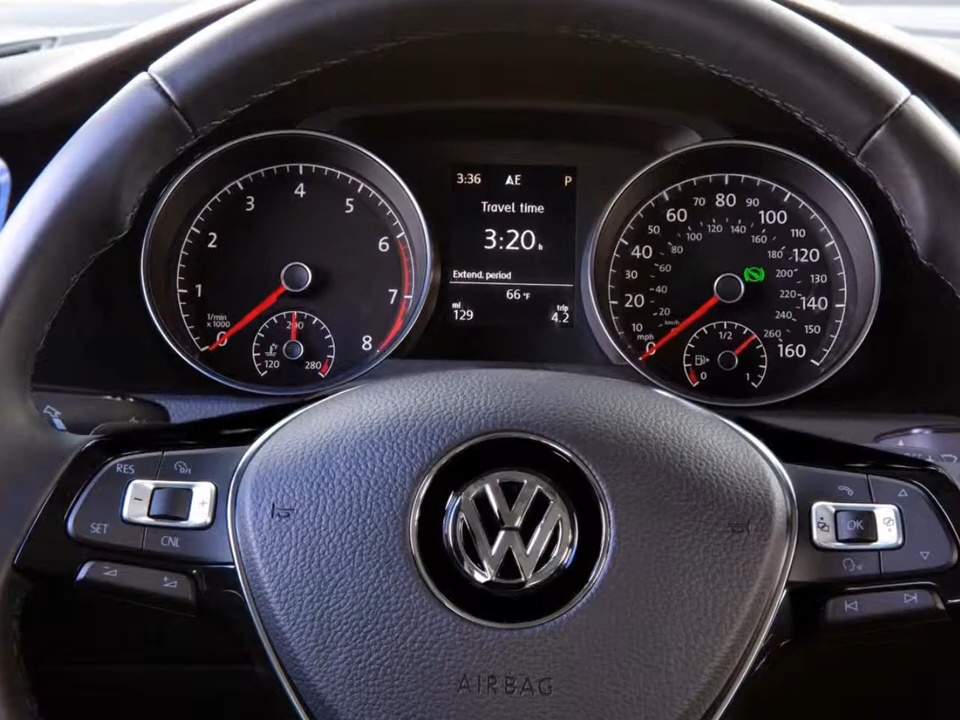 3:36 AE P
Travel time
3:20 h
Extend. period
66 °F
mi trip
129 4.2
0 1 2 3 4 5 6 7 8
1/min
x1000
120 200 280
0 10 20 30 40 50 60 70 80 90 100 110 120 130 140 150 160
mph
20 40 60 80 100 120 140 160 180 200 220 240 260
km/h
0 1/2 1
RES
SET CNL
OK
AIRBAG